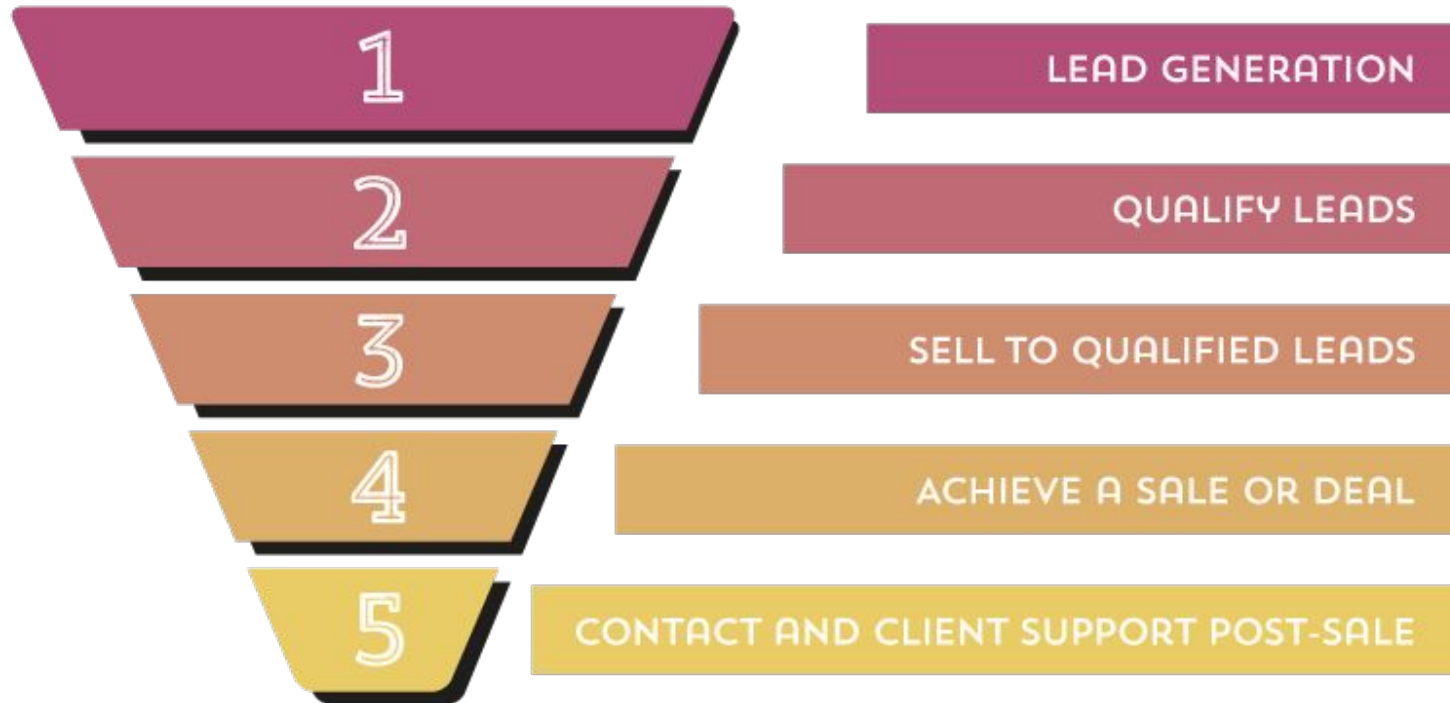 1
LEAD GENERATION
2
QUALIFY LEADS
3
SELL TO QUALIFIED LEADS
4
ACHIEVE A SALE OR DEAL
5
CONTACT AND CLIENT SUPPORT POST-SALE